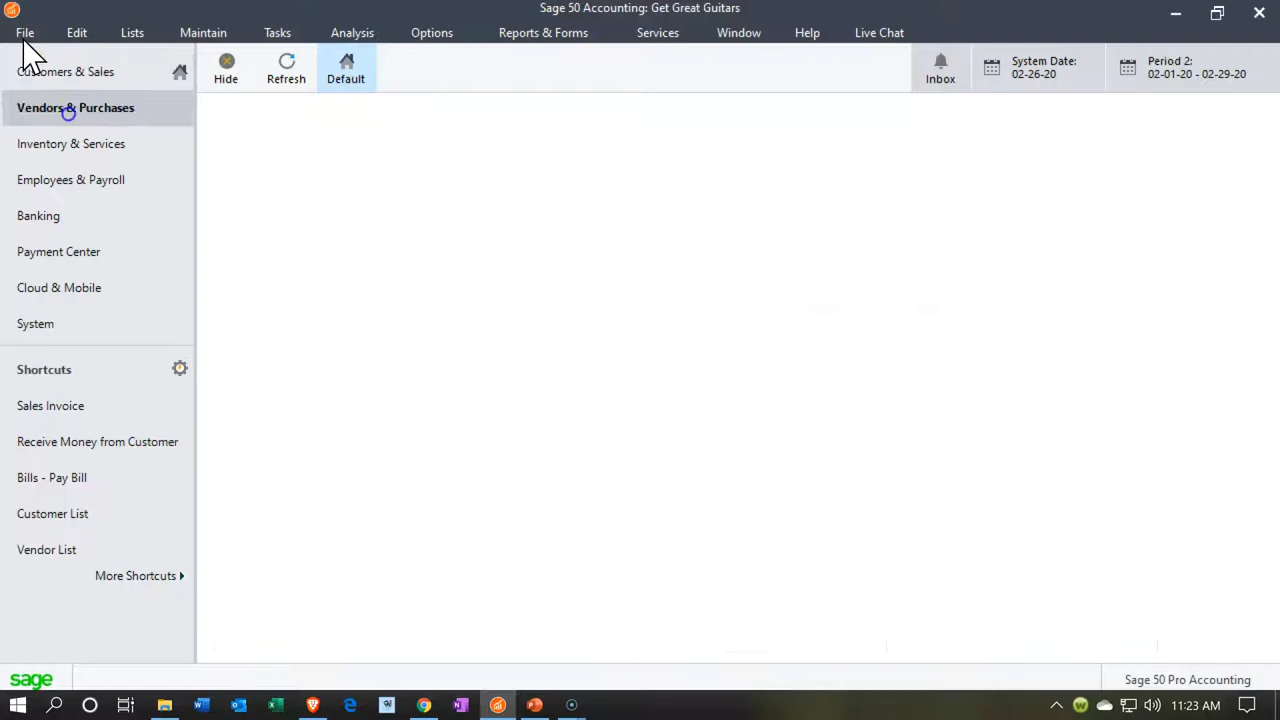 Sage 50 Accounting: Get Great Guitars
File Edit Lists Maintain Tasks Analysis Options Reports & Forms Services Window Help Live Chat
Customers & Sales
Vendors & Purchases
Inventory & Services
Employees & Payroll
Banking
Payment Center
Cloud & Mobile
System
Shortcuts
Sales Invoice
Receive Money from Customer
Bills - Pay Bill
Customer List
Vendor List
More Shortcuts
Hide Refresh Default
Inbox
System Date:
02-26-20
Period 2:
02-01-20 - 02-29-20
sage
Sage 50 Pro Accounting
11:23 AM